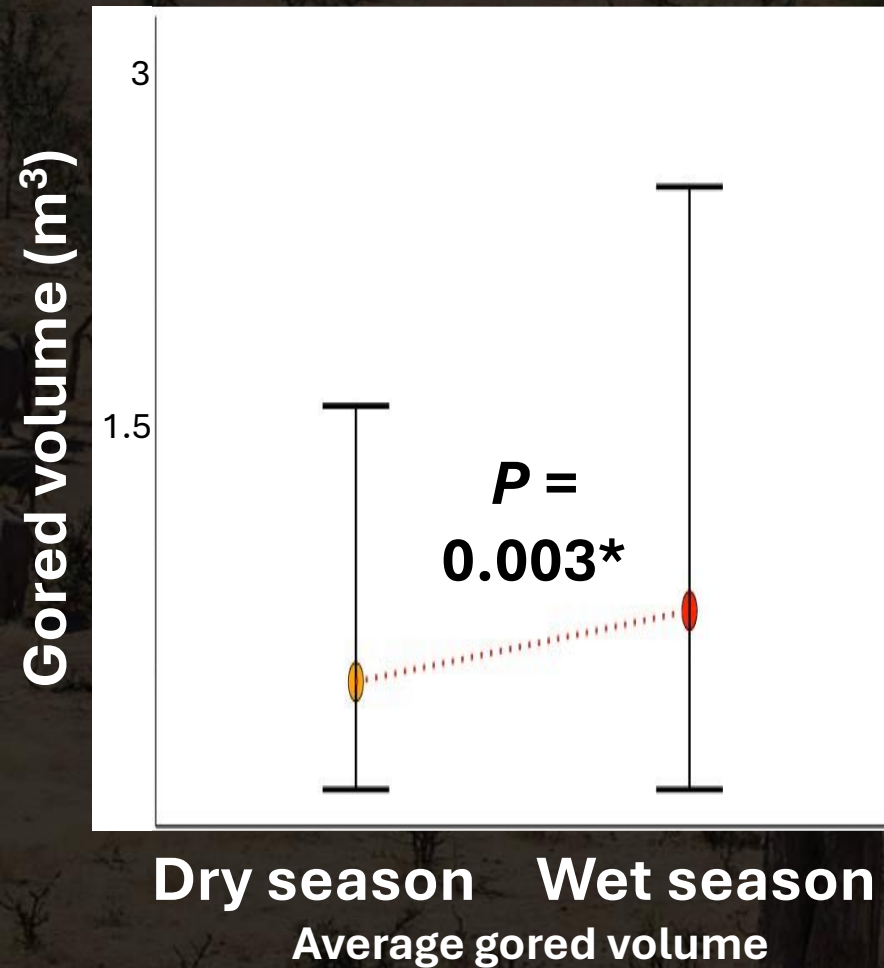 Gored volume (m³)
3
1.5
P =
0.003*
Dry season
Wet season
Average gored volume